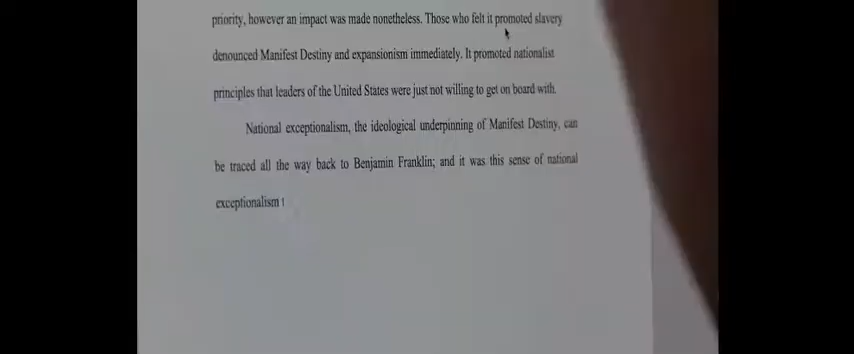 priority, however an impact was made nonetheless. Those who felt it promoted slavery
denounced Manifest Destiny and expansionism immediately. It promoted nationalist
principles that leaders of the United States were just not willing to get on board with.
National exceptionalism, the ideological underpinning of Manifest Destiny, can
be traced all the way back to Benjamin Franklin; and it was this sense of national
exceptionalism t